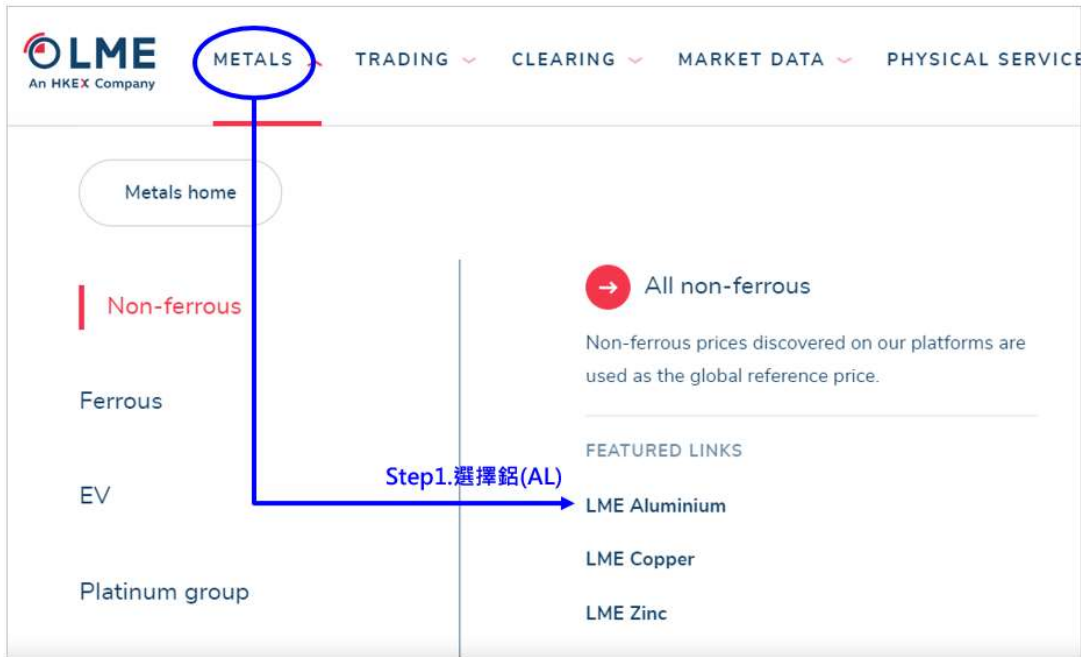 LME
An HKEX Company
METALS
TRADING
CLEARING
MARKET DATA
PHYSICAL SERVICE
Metals home
Non-ferrous
Ferrous
EV
Platinum group
All non-ferrous
Non-ferrous prices discovered on our platforms are
used as the global reference price.
FEATURED LINKS
Step1.選擇鋁(AL)
LME Aluminium
LME Copper
LME Zinc